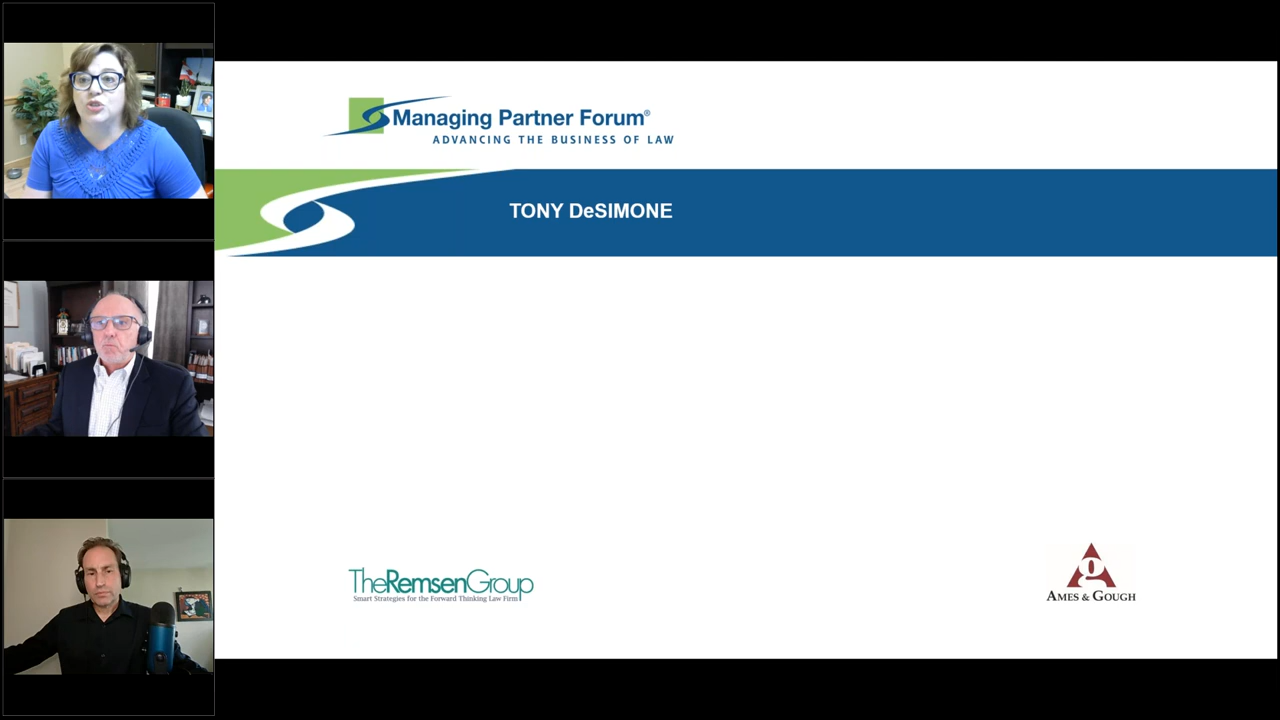 Managing Partner Forum®
ADVANCING THE BUSINESS OF LAW
TONY DeSIMONE
TheRemsenGroup
Smart Strategies for the Forward Thinking Law Firm
g
AMES & GOUGH